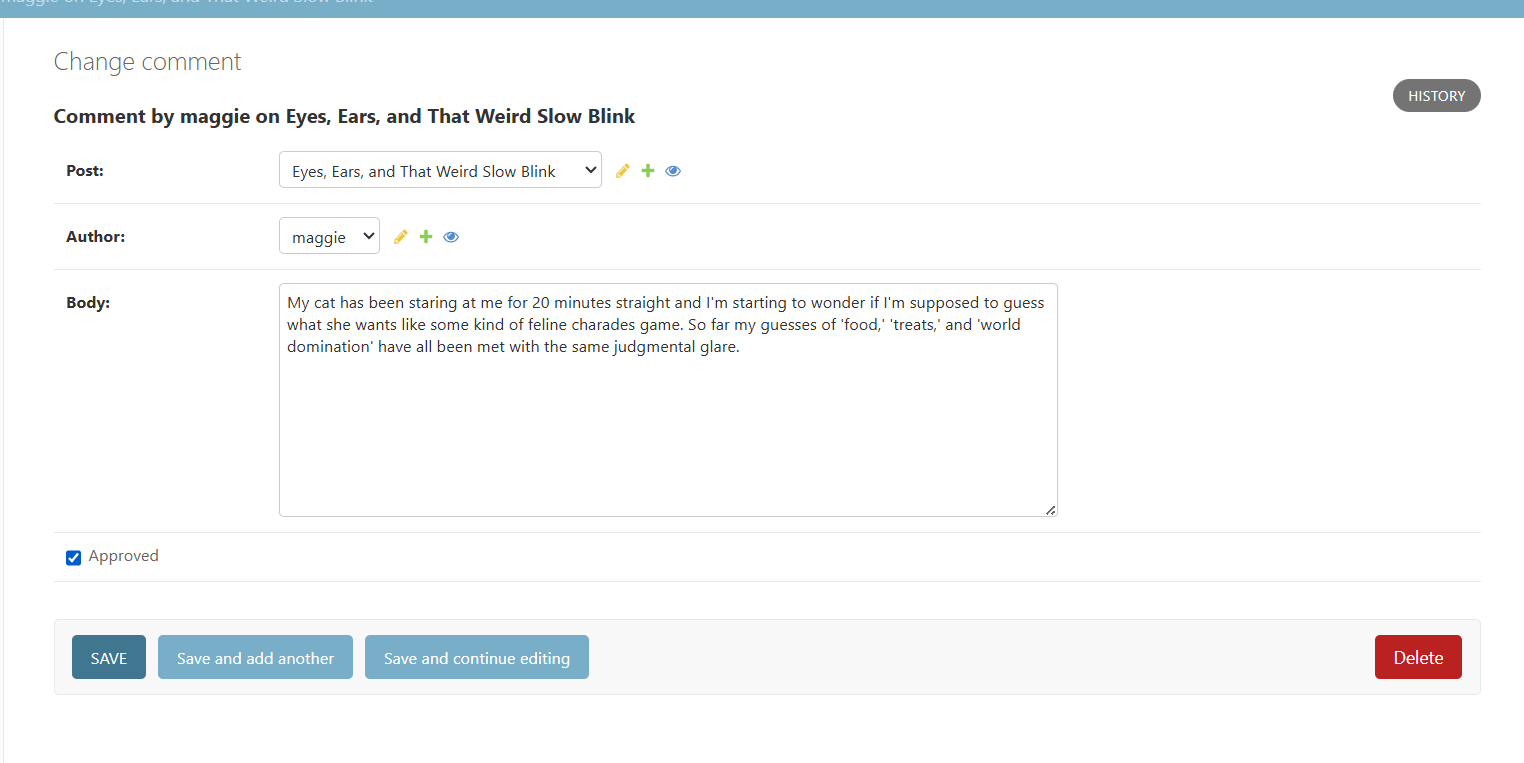 maggie on Eyes, Ears, and That Weird Slow Blink
Change comment
HISTORY
Comment by maggie on Eyes, Ears, and That Weird Slow Blink
Post:
Eyes, Ears, and That Weird Slow Blink
Author:
maggie
Body:
My cat has been staring at me for 20 minutes straight and I'm starting to wonder if I'm supposed to guess
what she wants like some kind of feline charades game. So far my guesses of 'food,' 'treats,' and 'world
domination' have all been met with the same judgmental glare.
Approved
SAVE
Save and add another
Save and continue editing
Delete